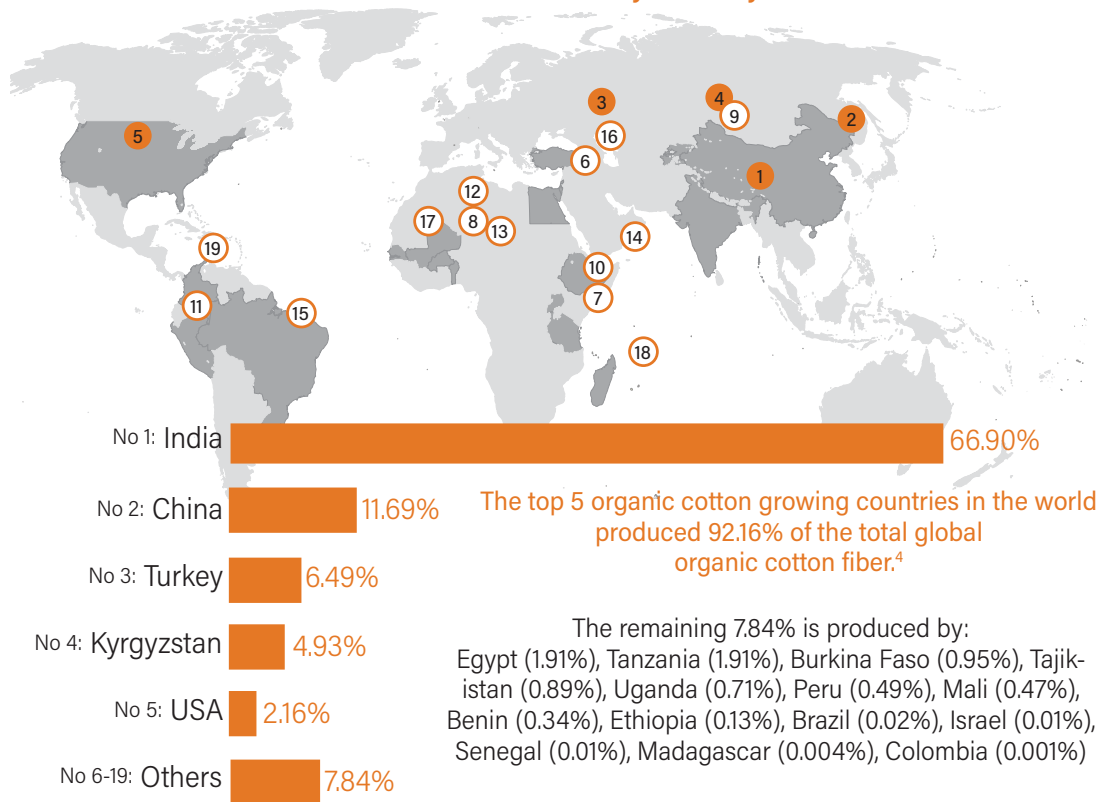 3
4
9
2
5
16
6
1
12
17
8
13
14
19
10
7
11
15
18
No 1: India 66.90%
No 2: China 11.69%
The top 5 organic cotton growing countries in the world
produced 92.16% of the total global
organic cotton fiber.4
No 3: Turkey 6.49%
No 4: Kyrgyzstan 4.93%
No 5: USA 2.16%
No 6-19: Others 7.84%
The remaining 7.84% is produced by:
Egypt (1.91%), Tanzania (1.91%), Burkina Faso (0.95%), Tajik-
istan (0.89%), Uganda (0.71%), Peru (0.49%), Mali (0.47%),
Benin (0.34%), Ethiopia (0.13%), Brazil (0.02%), Israel (0.01%),
Senegal (0.01%), Madagascar (0.004%), Colombia (0.001%)